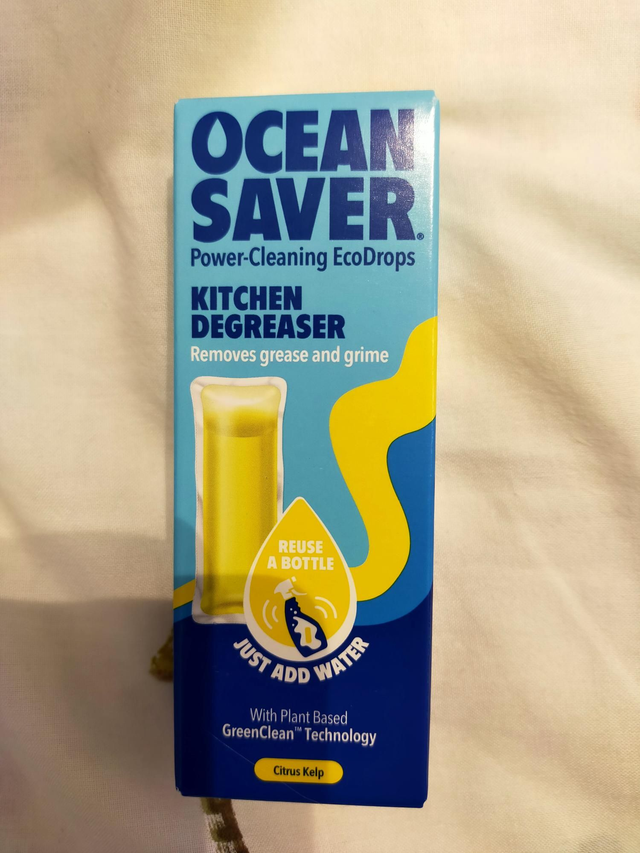 OCEAN
SAVER®
Power-Cleaning EcoDrops
KITCHEN
DEGREASER
Removes grease and grime
REUSE
A BOTTLE
JUST ADD WATER
With Plant Based
GreenClean™ Technology
Citrus Kelp